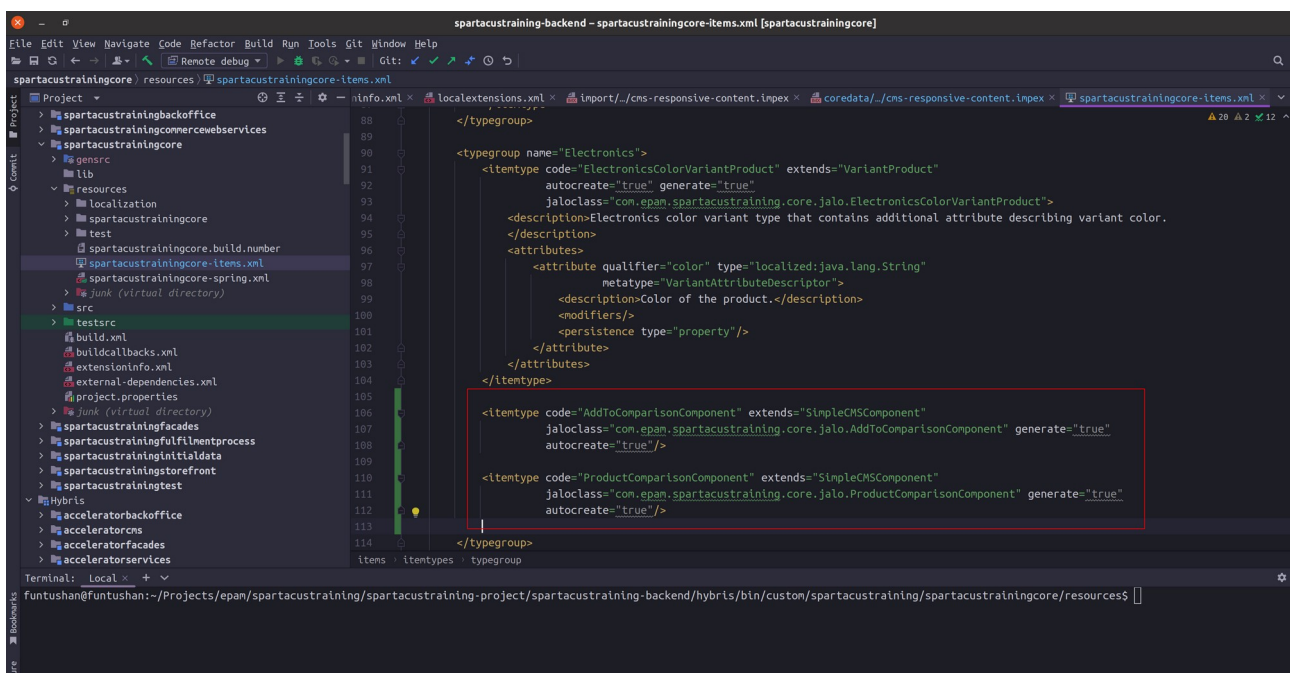 spartacustraining-backend – spartacustrainingcore-items.xml [spartacustrainingcore]
File Edit View Navigate Code Refactor Build Run Tools Git Window Help
Remote debug Git:
spartacustrainingcore resources spartacustrainingcore-items.xml
Project
ninfo.xml localextensions.xml import/…/cms-responsive-content.impex coredata/…/cms-responsive-content.impex spartacustrainingcore-items.xml
20 2 12
Project
Commit
spartacustrainingbackoffice
spartacustrainingcommercewebservices
spartacustrainingcore
gensrc
lib
resources
localization
spartacustrainingcore
test
spartacustrainingcore.build.number
spartacustrainingcore-items.xml
spartacustrainingcore-spring.xml
junk (virtual directory)
src
testsrc
build.xml
buildcallbacks.xml
extensioninfo.xml
external-dependencies.xml
project.properties
junk (virtual directory)
spartacustrainingfacades
spartacustrainingfulfilmentprocess
spartacustraininginitialdata
spartacustrainingstorefront
spartacustrainingtest
Hybris
acceleratorbackoffice
acceleratorcms
acceleratorfacades
acceleratorservices
88 </typegroup>
89
90 <typegroup name="Electronics">
91 <itemtype code="ElectronicsColorVariantProduct" extends="VariantProduct"
92 autocreate="true" generate="true"
93 jaloclass="com.epam.spartacustraining.core.jalo.ElectronicsColorVariantProduct">
94 <description>Electronics color variant type that contains additional attribute describing variant color.
95 </description>
96 <attributes>
97 <attribute qualifier="color" type="localized:java.lang.String"
98 metatype="VariantAttributeDescriptor">
99 <description>Color of the product.</description>
100 <modifiers/>
101 <persistence type="property"/>
102 </attribute>
103 </attributes>
104 </itemtype>
105
106 <itemtype code="AddToComparisonComponent" extends="SimpleCMSComponent"
107 jaloclass="com.epam.spartacustraining.core.jalo.AddToComparisonComponent" generate="true"
108 autocreate="true"/>
109
110 <itemtype code="ProductComparisonComponent" extends="SimpleCMSComponent"
111 jaloclass="com.epam.spartacustraining.core.jalo.ProductComparisonComponent" generate="true"
112 autocreate="true"/>
113
114 </typegroup>
items itemtypes typegroup
Terminal: Local
funtushan@funtushan:~/Projects/epam/spartacustraining/spartacustraining-project/spartacustraining-backend/hybris/bin/custom/spartacustraining/spartacustrainingcore/resources$
Bookmarks